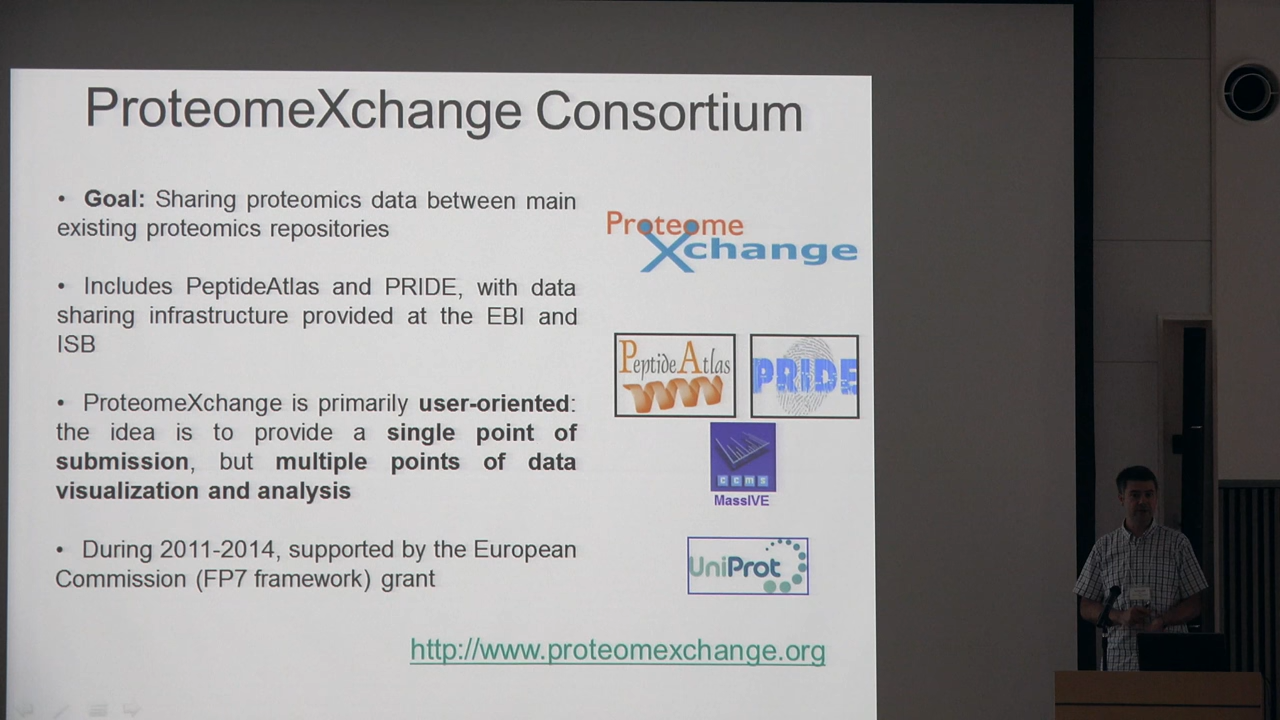 ProteomeXchange Consortium
• Goal: Sharing proteomics data between main
existing proteomics repositories
• Includes PeptideAtlas and PRIDE, with data
sharing infrastructure provided at the EBI and
ISB
• ProteomeXchange is primarily user-oriented:
the idea is to provide a single point of
submission, but multiple points of data
visualization and analysis
• During 2011-2014, supported by the European
Commission (FP7 framework) grant
Proteome
Xchange
PeptideAtlas
PRIDE
ccms
MassIVE
UniProt
http://www.proteomexchange.org